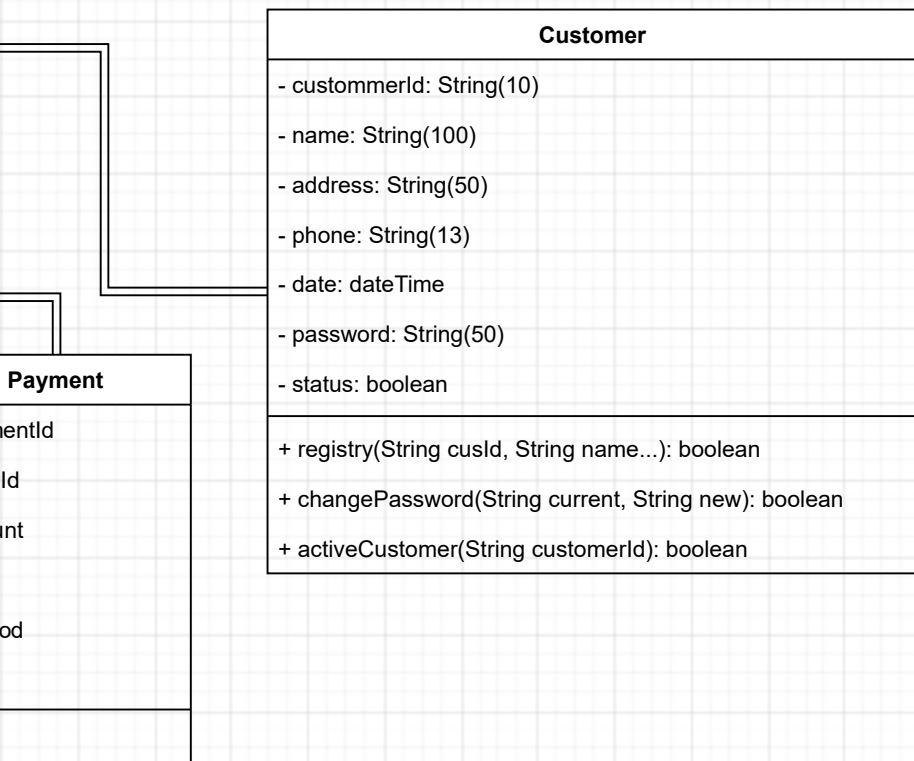 Customer
- custommerId: String(10)
- name: String(100)
- address: String(50)
- phone: String(13)
- date: dateTime
- password: String(50)
- status: boolean
+ registry(String cusId, String name...): boolean
+ changePassword(String current, String new): boolean
+ activeCustomer(String customerId): boolean
Payment